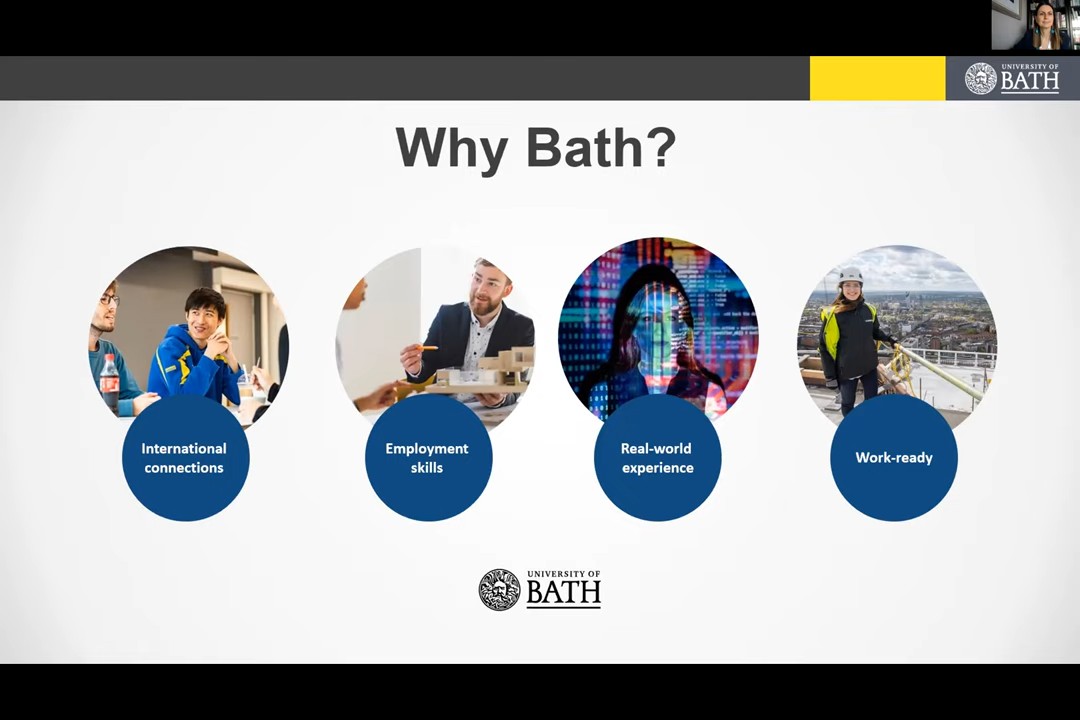 UNIVERSITY OF
BATH
Why Bath?
International
connections
Employment
skills
Real-world
experience
Work-ready
UNIVERSITY OF
BATH